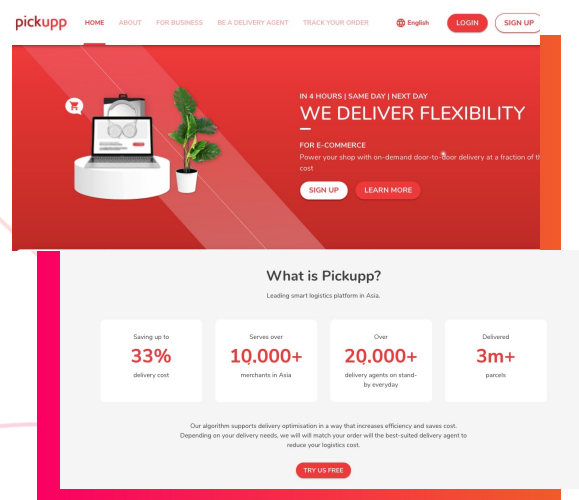 pickupp
HOME ABOUT FOR BUSINESS BE A DELIVERY AGENT TRACK YOUR ORDER English LOGIN SIGN UP
IN 4 HOURS | SAME DAY | NEXT DAY
WE DELIVER FLEXIBILITY
FOR E-COMMERCE
Power your shop with on-demand door-to-door delivery at a fraction of
cost
SIGN UP LEARN MORE
What is Pickupp?
Leading smart logistics platform in Asia.
Saving up to
33%
delivery cost
Serves over
10,000+
merchants in Asia
Over
20,000+
delivery agents on stand-
by everyday
Delivered
3m+
parcels
Our algorithm supports delivery optimisation in a way that increases efficiency and saves cost.
Depending on your delivery needs, we will will match your order will the best-suited delivery agent to
reduce your logistics cost.
TRY US FREE